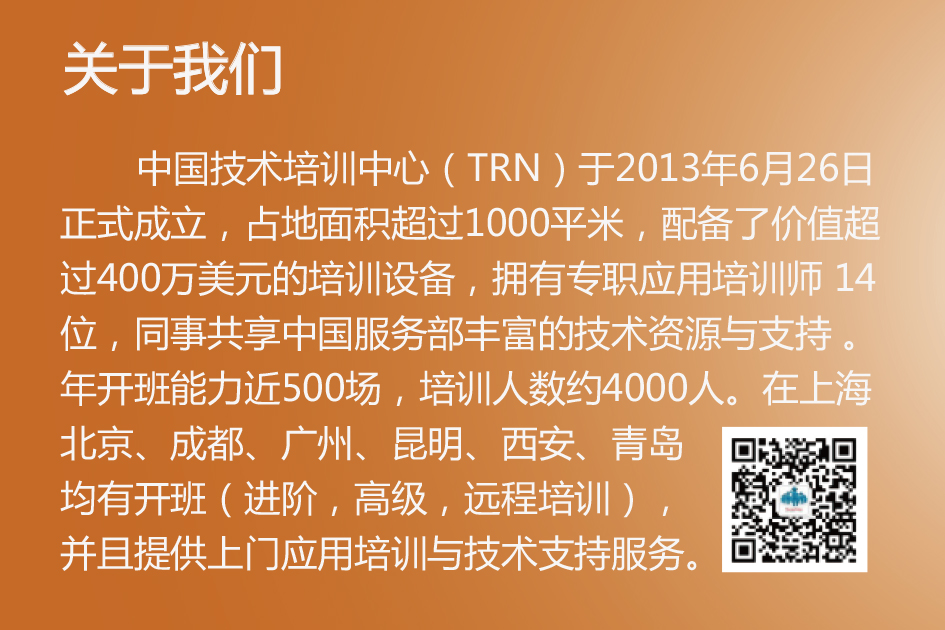 关于我们
中国技术培训中心（TRN）于2013年6月26日
正式成立，占地面积超过1000平米，配备了价值超
过400万美元的培训设备，拥有专职应用培训师 14
位，同事共享中国服务部丰富的技术资源与支持 。
年开班能力近500场，培训人数约4000人。在上海
北京、成都、广州、昆明、西安、青岛
均有开班（进阶，高级，远程培训），
并且提供上门应用培训与技术支持服务。